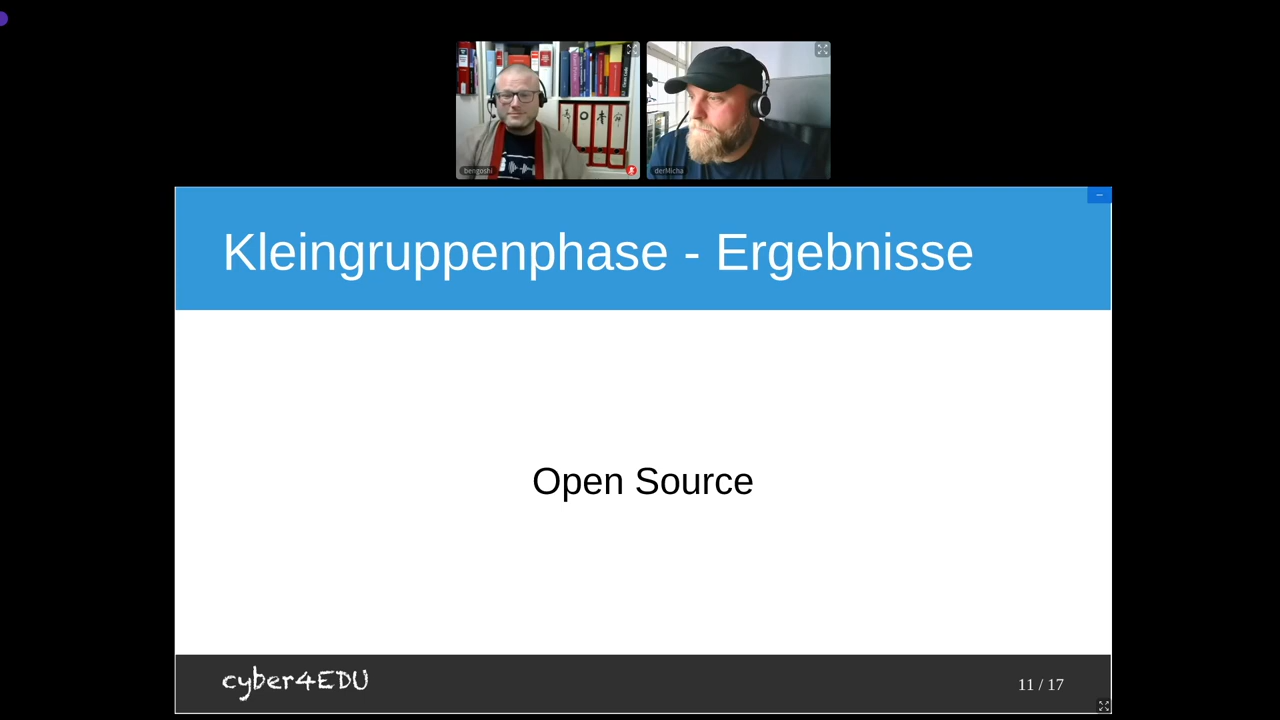 bengoshi
derMicha
Kleingruppenphase - Ergebnisse
Open Source
cyber4EDU
11 / 17